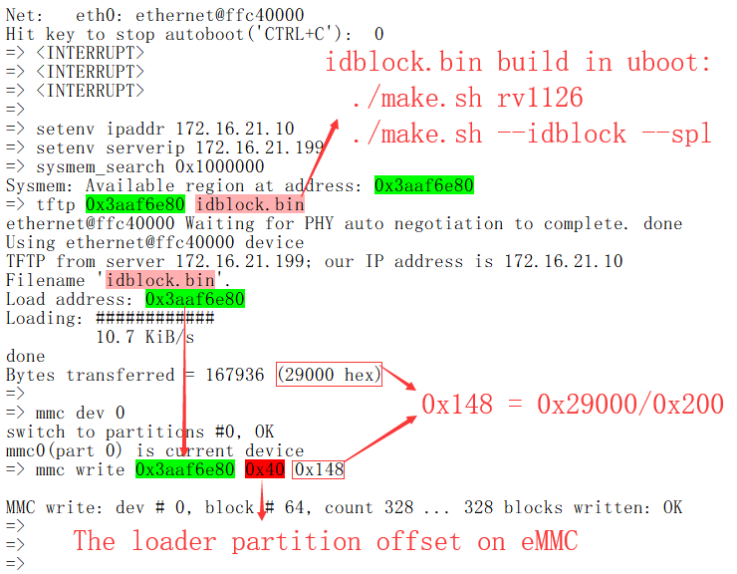 Net:   eth0: ethernet@ffc40000
Hit key to stop autoboot('CTRL+C'):  0
=> <INTERRUPT>
=> <INTERRUPT>
=> <INTERRUPT>
=>
=> setenv ipaddr 172.16.21.10
=> setenv serverip 172.16.21.199
=> sysmem_search 0x1000000
Sysmem: Available region at address: 0x3aaf6e80
=> tftp 0x3aaf6e80 idblock.bin
ethernet@ffc40000 Waiting for PHY auto negotiation to complete. done
Using ethernet@ffc40000 device
TFTP from server 172.16.21.199; our IP address is 172.16.21.10
Filename 'idblock.bin'.
Load address: 0x3aaf6e80
Loading: ############
         10.7 KiB/s
done
Bytes transferred = 167936 (29000 hex)
=>
=> mmc dev 0
switch to partitions #0, OK
mmc0(part 0) is current device
=> mmc write 0x3aaf6e80 0x40 0x148
MMC write: dev # 0, block # 64, count 328 ... 328 blocks written: OK
=>
=>
=>
idblock.bin build in uboot:
./make.sh rv1126
./make.sh --idblock --spl
0x148 = 0x29000/0x200
The loader partition offset on eMMC